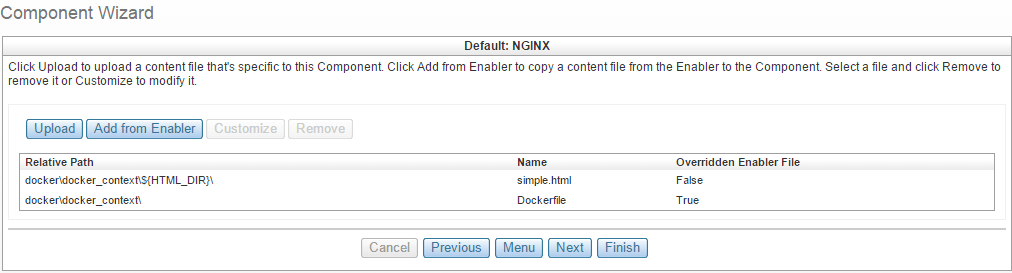 Component Wizard
Default: NGINX
Click Upload to upload a content file that's specific to this Component. Click Add from Enabler to copy a content file from the Enabler to the Component. Select a file and click Remove to
remove it or Customize to modify it.
Upload Add from Enabler Customize Remove
Relative Path Name Overridden Enabler File
docker\docker_context\${HTML_DIR}\ simple.html False
docker\docker_context\ Dockerfile True
Cancel Previous Menu Next Finish